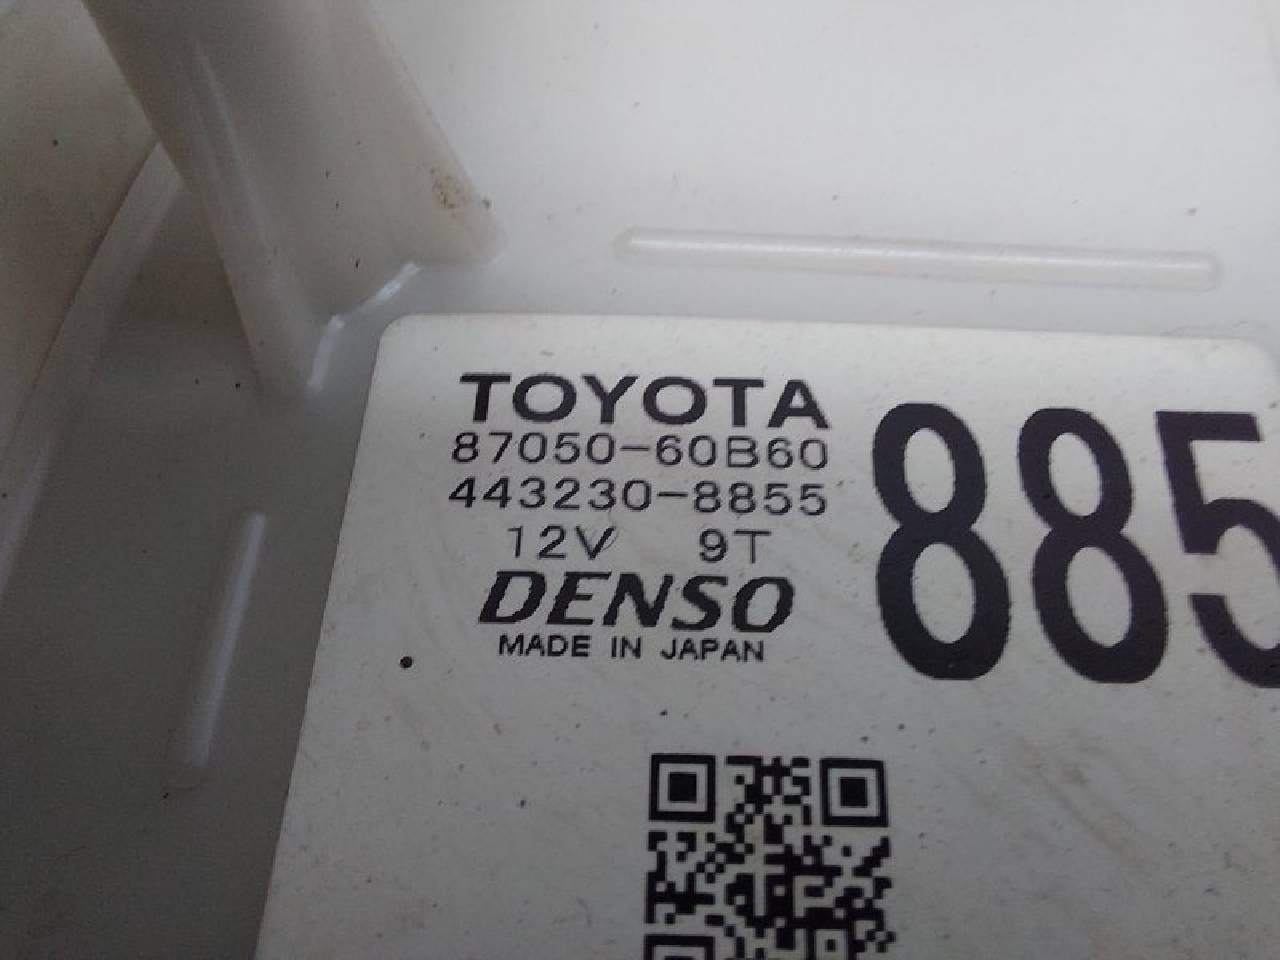 TOYOTA
87050-60B60
443230-8855
12V 9T
DENSO
MADE IN JAPAN
885